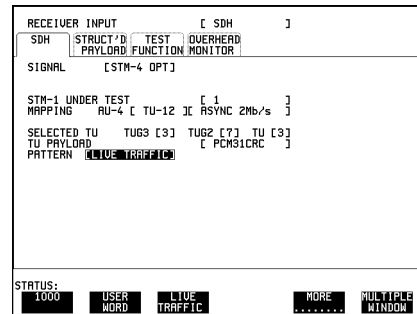 RECEIVER INPUT [ SDH ]
SDH STRUCT'D PAYLOAD TEST FUNCTION OVERHEAD MONITOR
SIGNAL [STM-4 OPT]
STM-1 UNDER TEST [ 1 ]
MAPPING AU-4 [ TU-12 ][ ASYNC 2Mb/s ]
SELECTED TU TUG3 [3] TUG2 [7] TU [3]
TU PAYLOAD [ PCM31CRC ]
PATTERN [LIVE TRAFFIC]
STATUS:
1000 USER WORD LIVE TRAFFIC MORE ........ MULTIPLE WINDOW